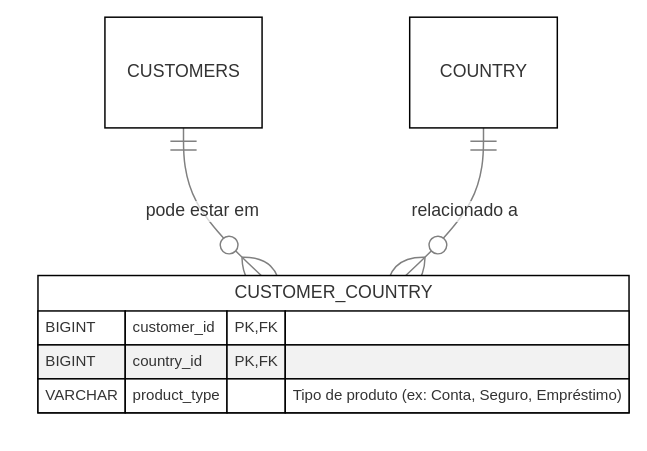 CUSTOMERS
COUNTRY
pode estar em
relacionado a
CUSTOMER_COUNTRY
BIGINT customer_id PK,FK
BIGINT country_id PK,FK
VARCHAR product_type Tipo de produto (ex: Conta, Seguro, Empréstimo)